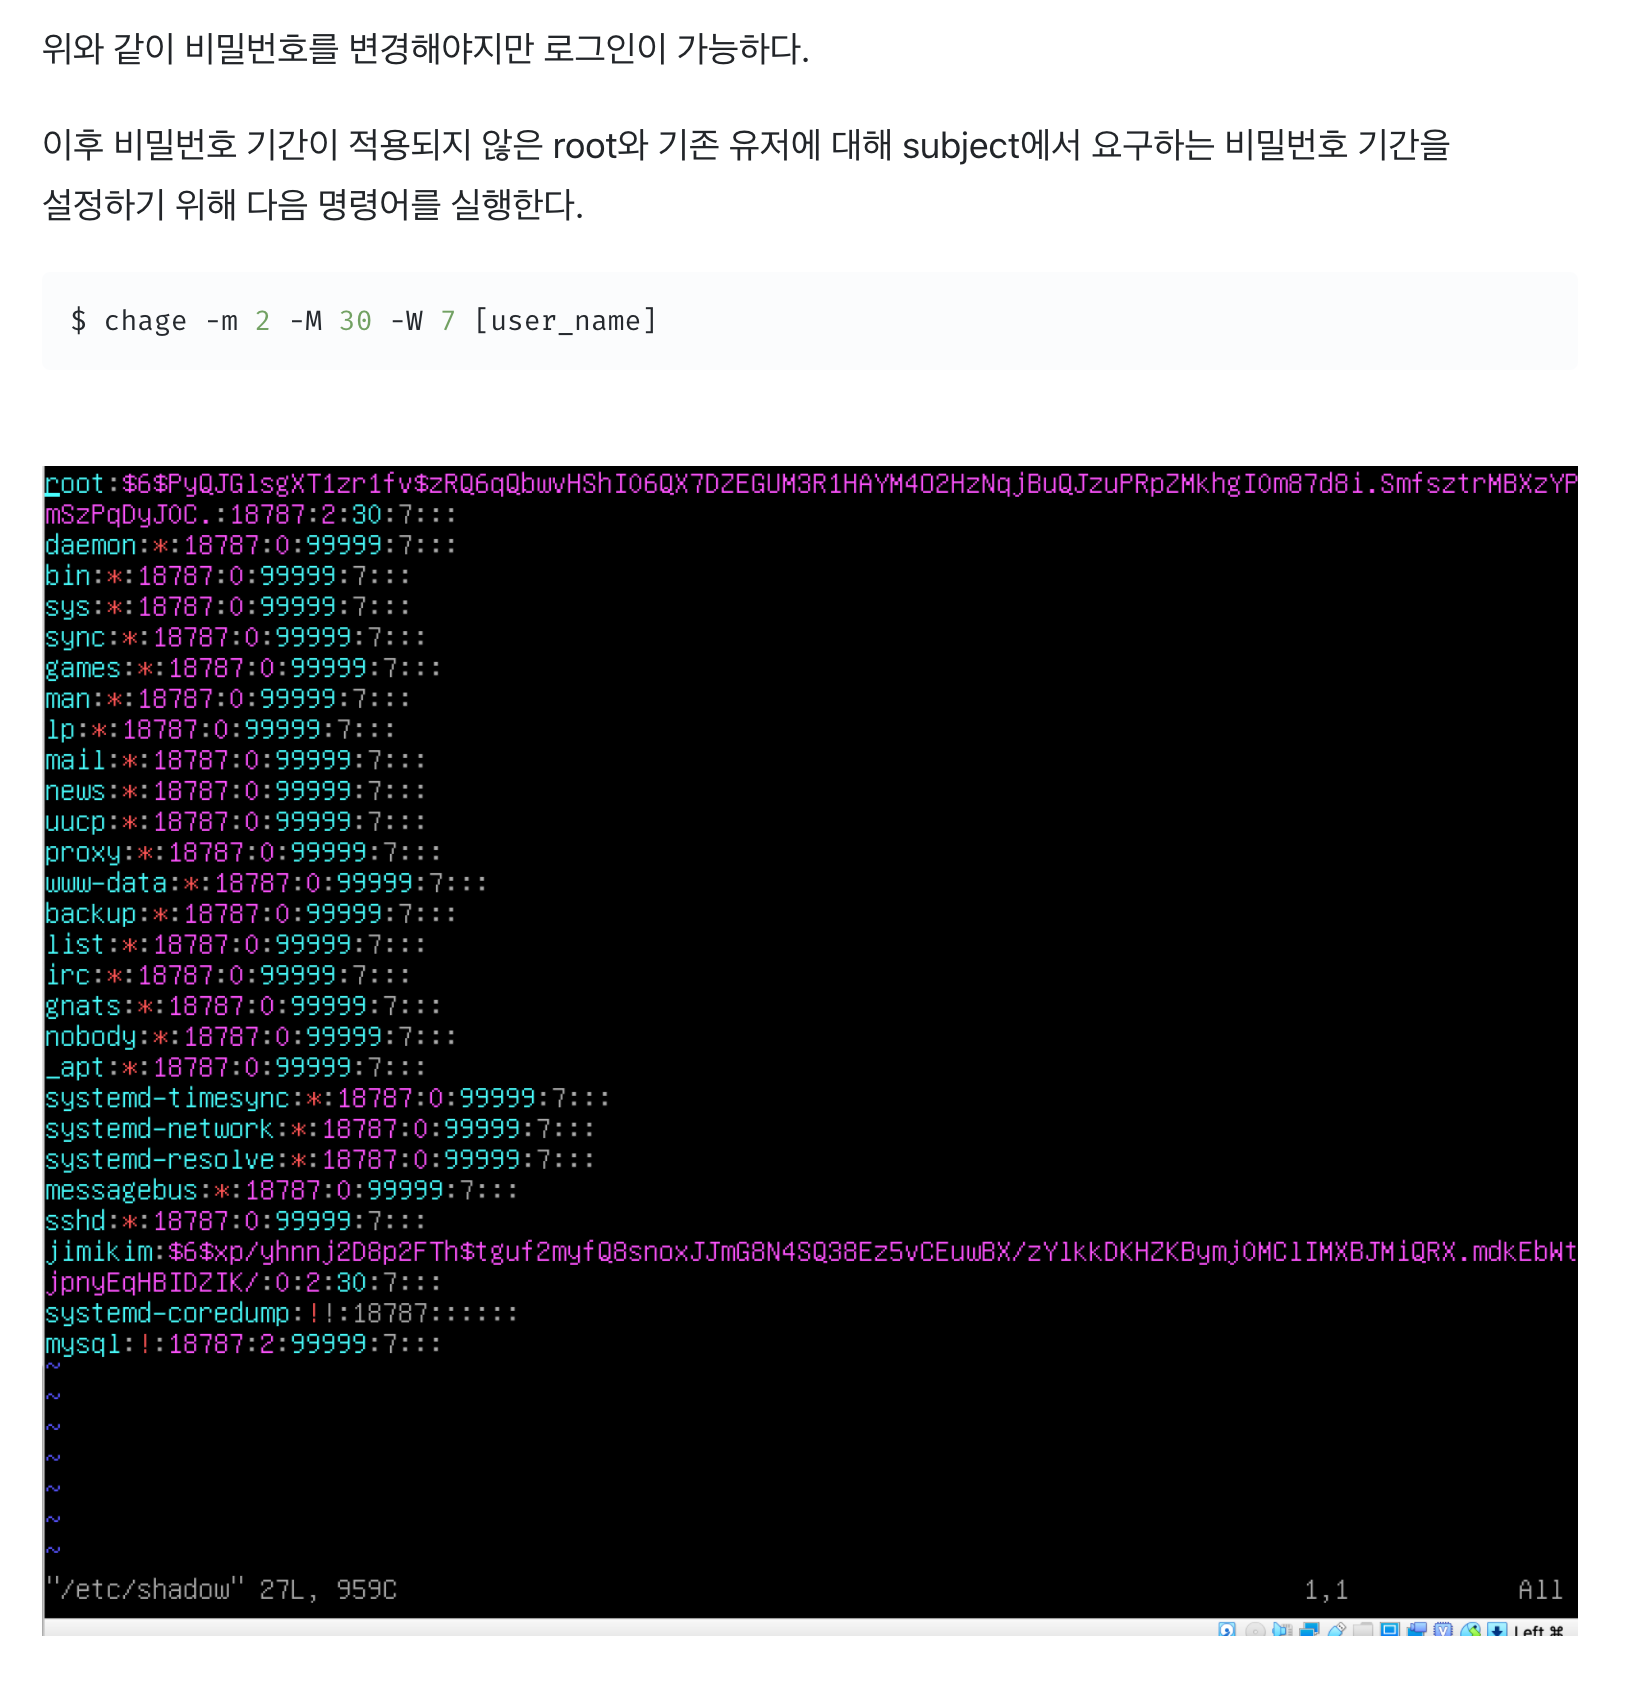 위와 같이 비밀번호를 변경해야지만 로그인이 가능하다.
이후 비밀번호 기간이 적용되지 않은 root와 기존 유저에 대해 subject에서 요구하는 비밀번호 기간을
설정하기 위해 다음 명령어를 실행한다.
$ chage -m 2 -M 30 -W 7 [user_name]
root:$6$PyQJGlsgXT1zr1fv$zRQ6qQbwvHShIO6QX7DZEGUM3R1HAYM4O2HzNqjBuQJzuPRpZMkhgIOm87d8i.SmfsztrMBXzYP
mSzPqDyJOC.:18787:2:30:7:::
daemon:*:18787:0:99999:7:::
bin:*:18787:0:99999:7:::
sys:*:18787:0:99999:7:::
sync:*:18787:0:99999:7:::
games:*:18787:0:99999:7:::
man:*:18787:0:99999:7:::
lp:*:18787:0:99999:7:::
mail:*:18787:0:99999:7:::
news:*:18787:0:99999:7:::
uucp:*:18787:0:99999:7:::
proxy:*:18787:0:99999:7:::
www-data:*:18787:0:99999:7:::
backup:*:18787:0:99999:7:::
list:*:18787:0:99999:7:::
irc:*:18787:0:99999:7:::
gnats:*:18787:0:99999:7:::
nobody:*:18787:0:99999:7:::
_apt:*:18787:0:99999:7:::
systemd-timesync:*:18787:0:99999:7:::
systemd-network:*:18787:0:99999:7:::
systemd-resolve:*:18787:0:99999:7:::
messagebus:*:18787:0:99999:7:::
sshd:*:18787:0:99999:7:::
jimikim:$6$xp/yhnnj2D8p2FTh$tguf2myfQ8snoxJJmG8N4SQ38Ez5vCEuwBX/zYlkkDKHZKBymjOMClIMXBJMiQRX.mdkEbWt
jpnyEqHBIDZIK/:0:2:30:7:::
systemd-coredump:!!:18787::::::
mysql:!:18787:2:99999:7:::
~
~
~
~
~
~
~
"/etc/shadow" 27L, 959C 1,1 All
Left ⌘